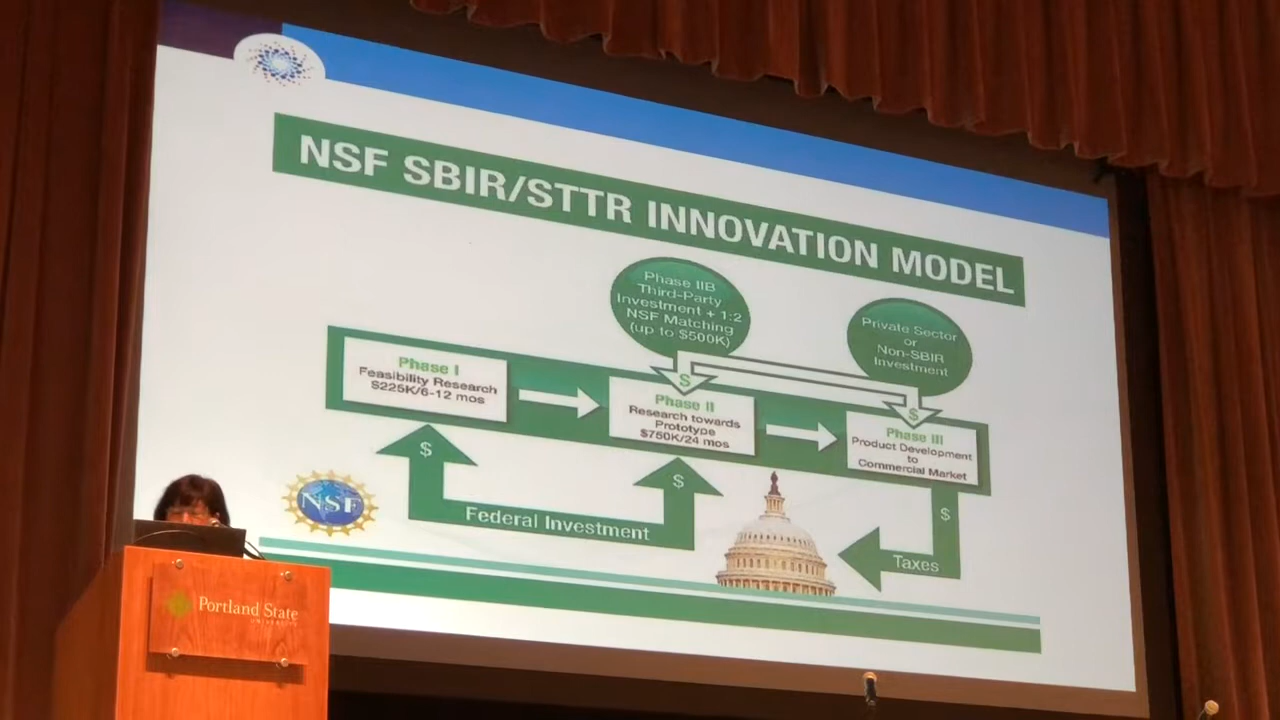 NSF SBIR/STTR INNOVATION MODEL
Phase IIB
Third-Party
Investment + 1:2
NSF Matching
(up to $500K)
Private Sector
or
Non-SBIR
Investment
Phase I
Feasibility Research
$225K/6-12 mos
$
Phase II
Research towards
Prototype
$750K/24 mos
$
Phase III
Product Development
to
Commercial Market
$
$
Federal Investment
$
Taxes
NSF
Portland State
UNIVERSITY